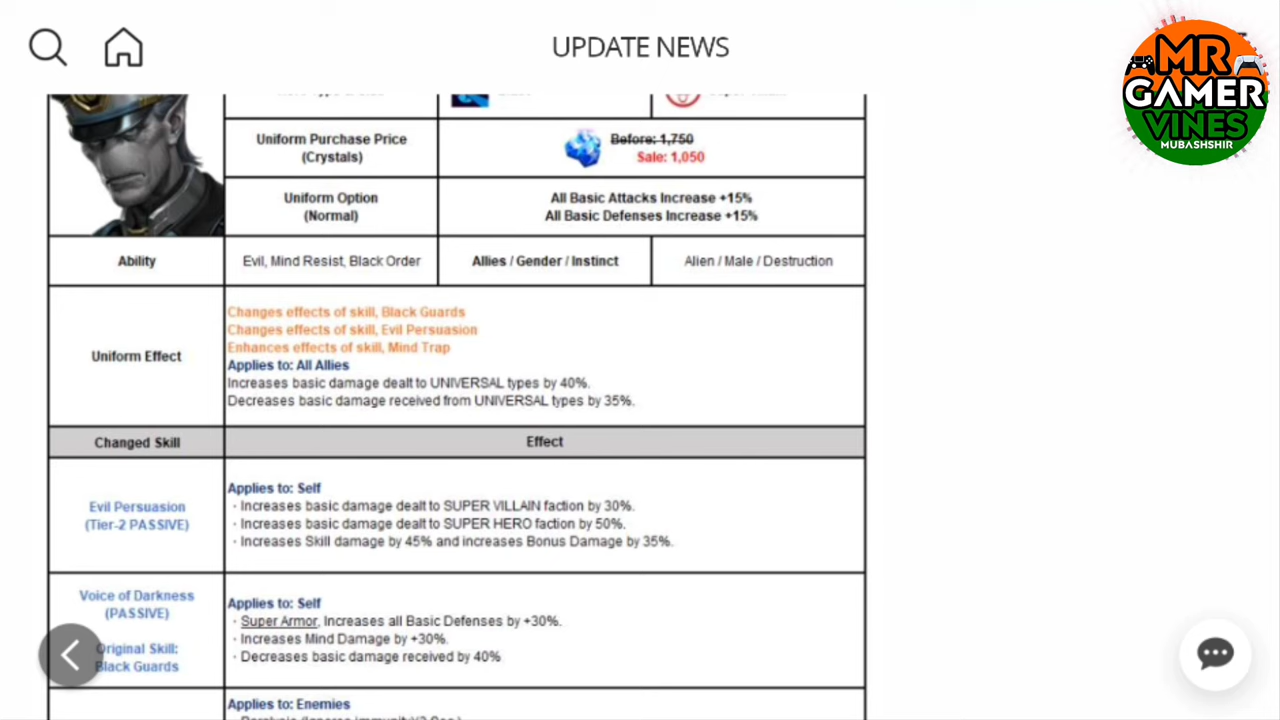 UPDATE NEWS
MR
GAMER
VINES
MUBASHSHIR
Uniform Purchase Price
(Crystals)
Before: 1,750
Sale: 1,050
Uniform Option
(Normal)
All Basic Attacks Increase +15%
All Basic Defenses Increase +15%
Ability
Evil, Mind Resist, Black Order
Allies / Gender / Instinct
Alien / Male / Destruction
Uniform Effect
Changes effects of skill, Black Guards
Changes effects of skill, Evil Persuasion
Enhances effects of skill, Mind Trap
Applies to: All Allies
Increases basic damage dealt to UNIVERSAL types by 40%.
Decreases basic damage received from UNIVERSAL types by 35%.
Changed Skill
Effect
Evil Persuasion
(Tier-2 PASSIVE)
Applies to: Self
· Increases basic damage dealt to SUPER VILLAIN faction by 30%.
· Increases basic damage dealt to SUPER HERO faction by 50%.
· Increases Skill damage by 45% and increases Bonus Damage by 35%.
Voice of Darkness
(PASSIVE)
Original Skill:
Black Guards
Applies to: Self
· Super Armor, Increases all Basic Defenses by +30%.
· Increases Mind Damage by +30%.
· Decreases basic damage received by 40%
Applies to: Enemies